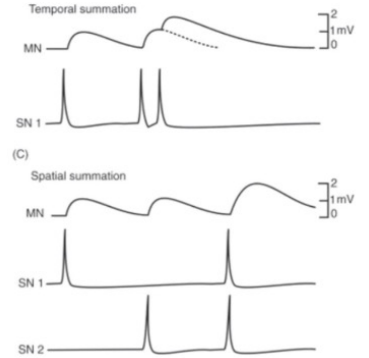 Temporal summation
2
1 mV
0
MN
SN 1
(C)
Spatial summation
2
1 mV
0
MN
SN 1
SN 2